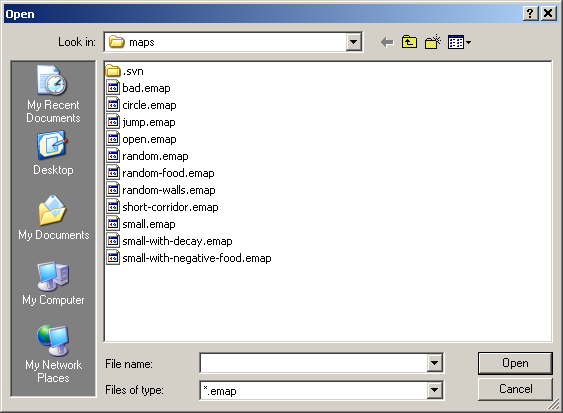 Open
Look in: maps
My Recent
Documents
Desktop
My Documents
My Computer
My Network
Places
.svn
bad.emap
circle.emap
jump.emap
open.emap
random.emap
random-food.emap
random-walls.emap
short-corridor.emap
small.emap
small-with-decay.emap
small-with-negative-food.emap
File name:
Open
Files of type: *.emap
Cancel